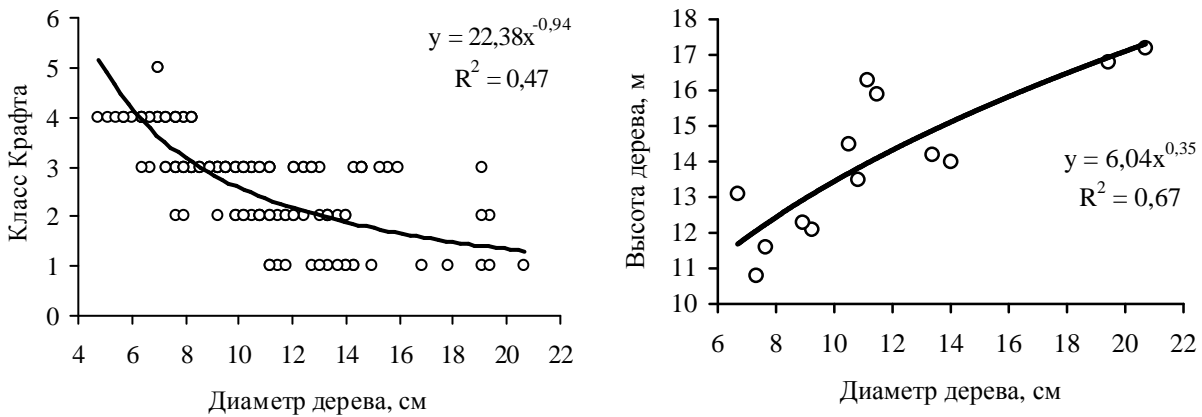 Класс Крафта
6
5
4
3
2
1
0
y = 22,38x^-0,94
R² = 0,47
4 6 8 10 12 14 16 18 20 22
Диаметр дерева, см
Высота дерева, м
18
17
16
15
14
13
12
11
10
y = 6,04x^0,35
R² = 0,67
6 8 10 12 14 16 18 20 22
Диаметр дерева, см